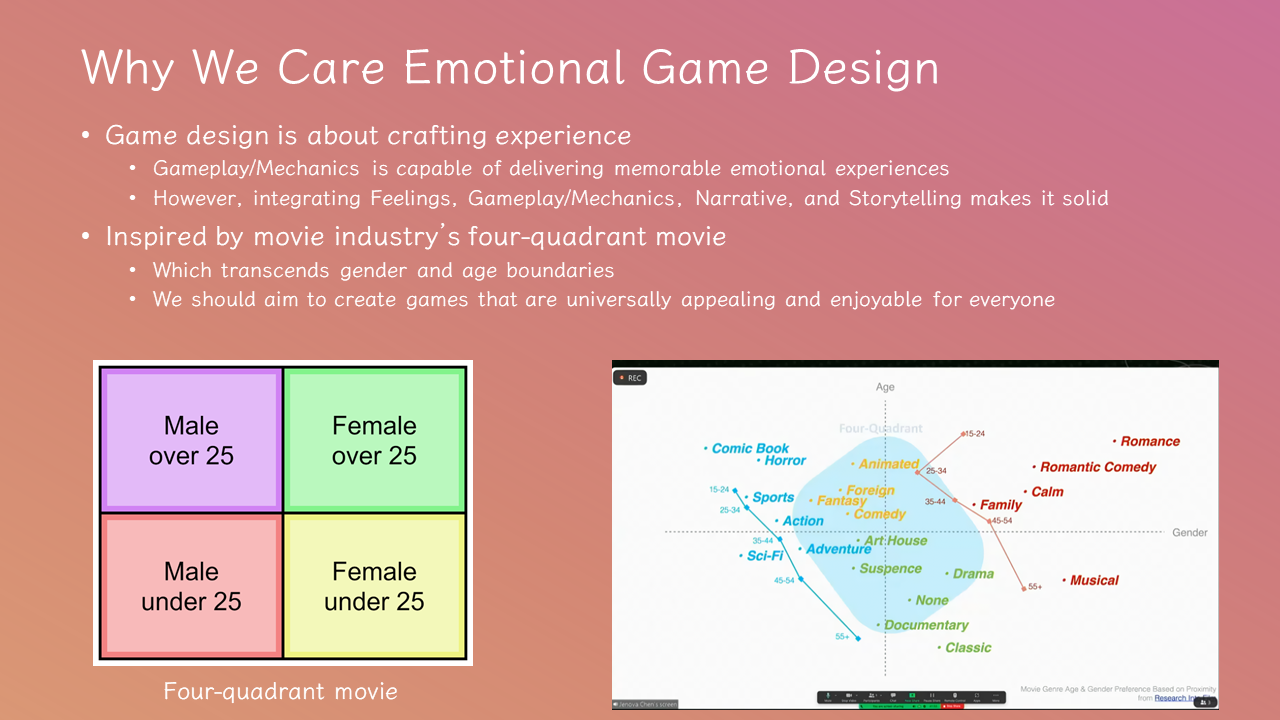 Why We Care Emotional Game Design
• Game design is about crafting experience
• Gameplay/Mechanics is capable of delivering memorable emotional experiences
• However, integrating Feelings, Gameplay/Mechanics, Narrative, and Storytelling makes it solid
• Inspired by movie industry's four-quadrant movie
• Which transcends gender and age boundaries
• We should aim to create games that are universally appealing and enjoyable for everyone
Male
over 25
Female
over 25
Male
under 25
Female
under 25
Four-quadrant movie
REC
Age
Four-Quadrant
15-24
• Comic Book
• Horror
• Animated
25-34
• Romance
• Romantic Comedy
15-24
• Sports
• Foreign
• Fantasy
35-44
• Calm
• Family
25-34
• Action
• Comedy
45-54
Gender
35-44
• Sci-Fi
• Adventure
• Art House
45-54
• Suspence
• Drama
55+
• Musical
• None
55+
• Documentary
• Classic
Movie Genre Age & Gender Preference Based on Proximity
from Research Into
Jenova Chen's screen